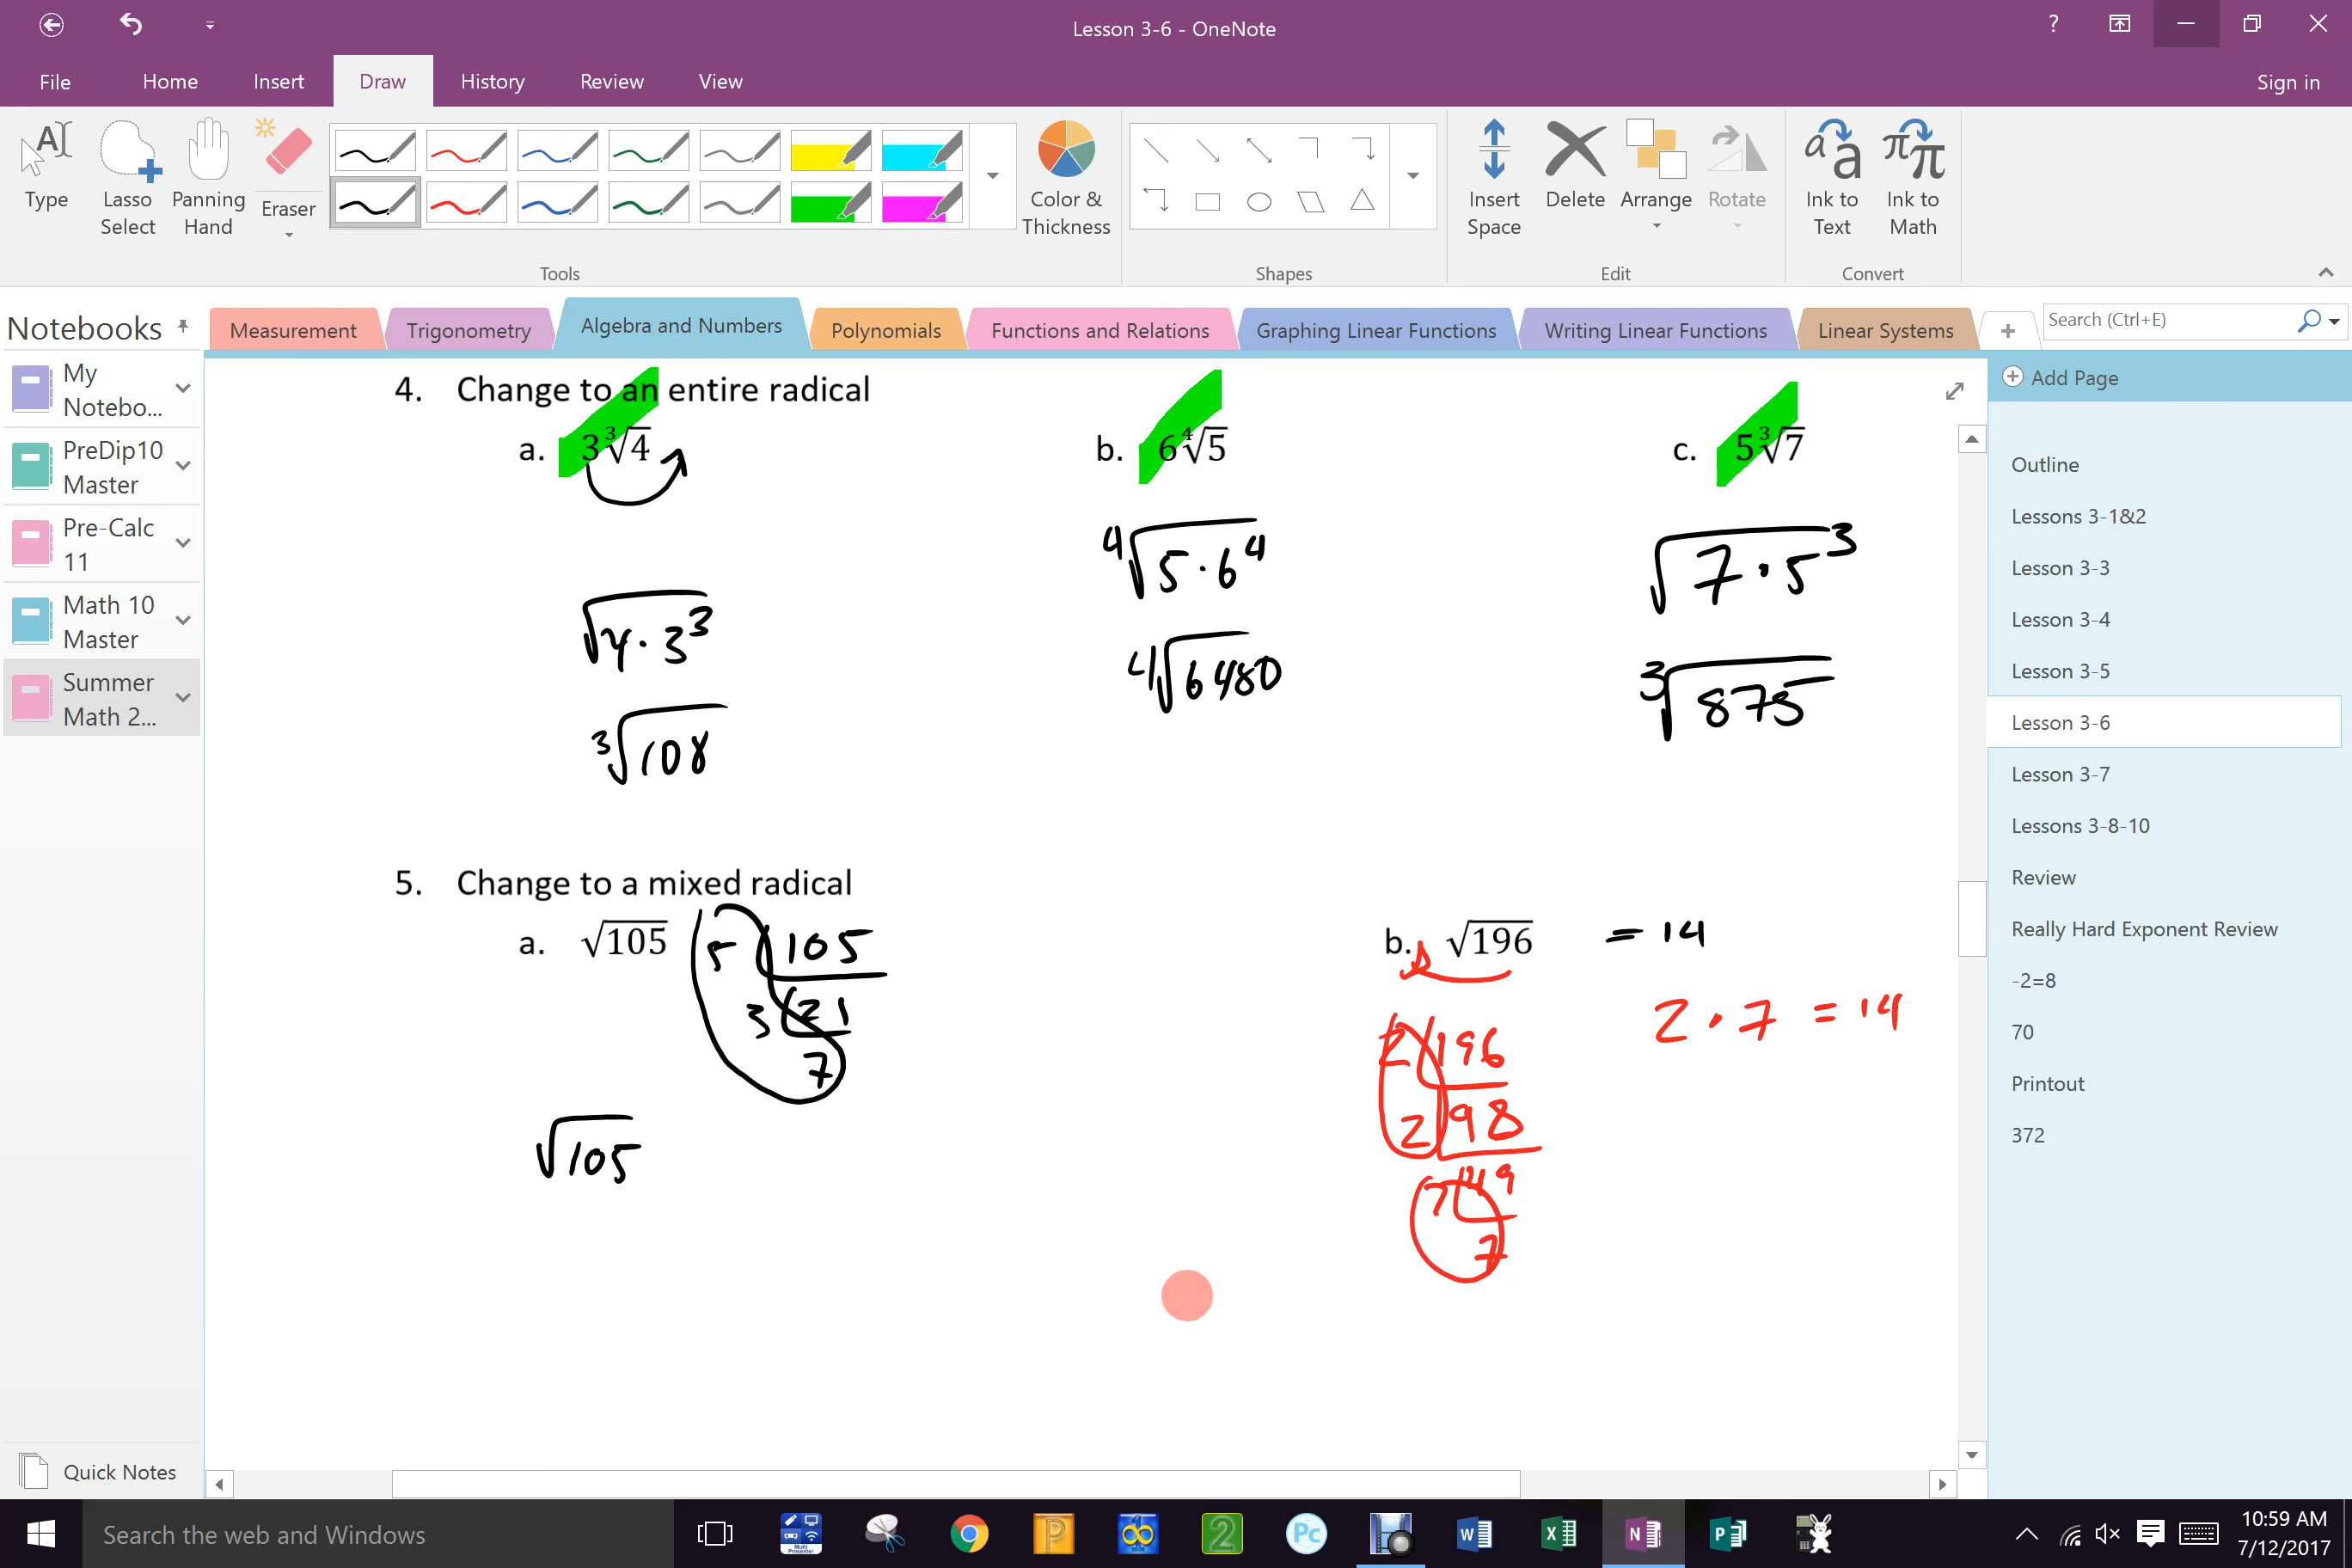 Lesson 3-6 - OneNote
?
File Home Insert Draw History Review View Sign in
Type
Lasso Select
Panning Hand
Eraser
Color & Thickness
Insert Space
Delete
Arrange
Rotate
Ink to Text
Ink to Math
Tools Shapes Edit Convert
Notebooks
Measurement Trigonometry Algebra and Numbers Polynomials Functions and Relations Graphing Linear Functions Writing Linear Functions Linear Systems +
Search (Ctrl+E)
My Notebo...
PreDip10 Master
Pre-Calc 11
Math 10 Master
Summer Math 2...
Quick Notes
4. Change to an entire radical
a. 3∛4 b. 6∜5 c. 5∛7
√4·3³
∛108
∜5·6⁴
∜6480
√7·5³
∛875
5. Change to a mixed radical
a. √105
5 105
3 21
7
√105
b. √196 = 14
2 · 7 = 14
2 196
2 98
7 49
7
Add Page
Outline
Lessons 3-1&2
Lesson 3-3
Lesson 3-4
Lesson 3-5
Lesson 3-6
Lesson 3-7
Lessons 3-8-10
Review
Really Hard Exponent Review
-2=8
70
Printout
372
Search the web and Windows
10:59 AM
7/12/2017